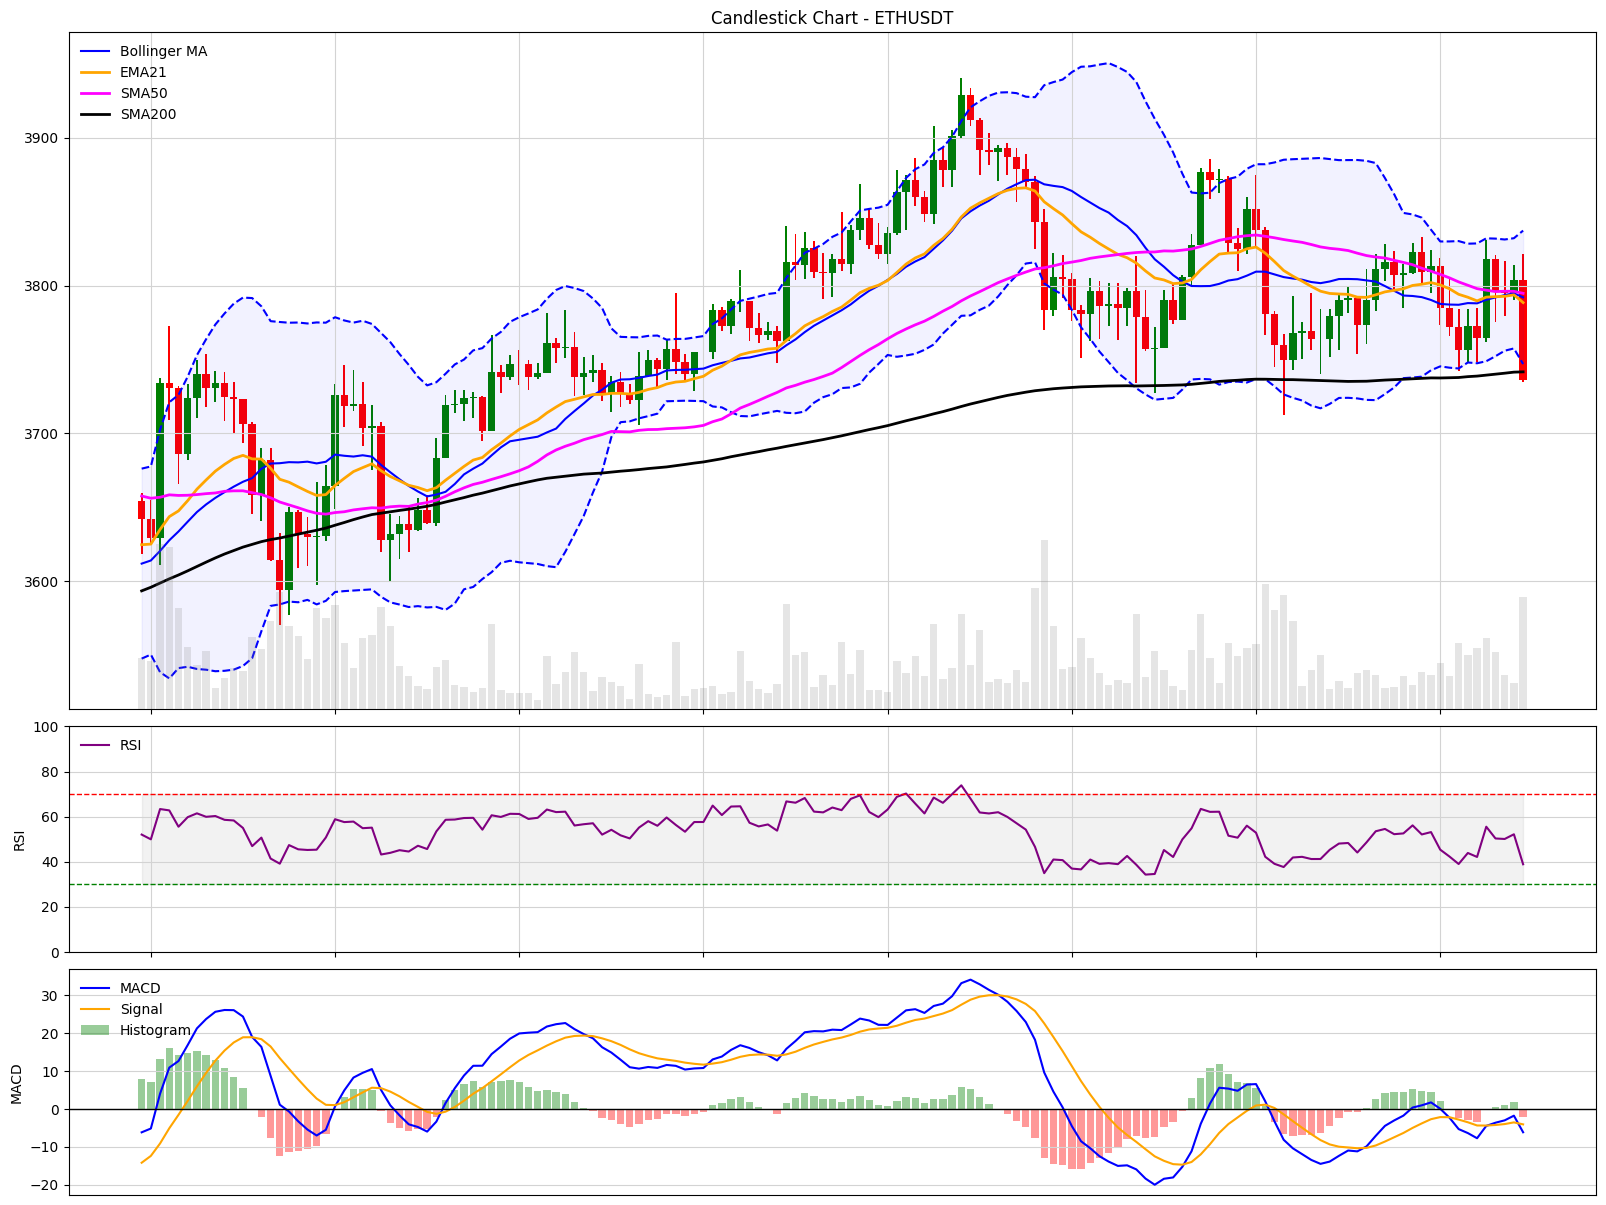 Candlestick Chart - ETHUSDT
Bollinger MA
EMA21
SMA50
SMA200
3900
3800
3700
3600
RSI
100
80
60
40
20
0
RSI
MACD
Signal
Histogram
30
20
10
0
−10
−20
MACD